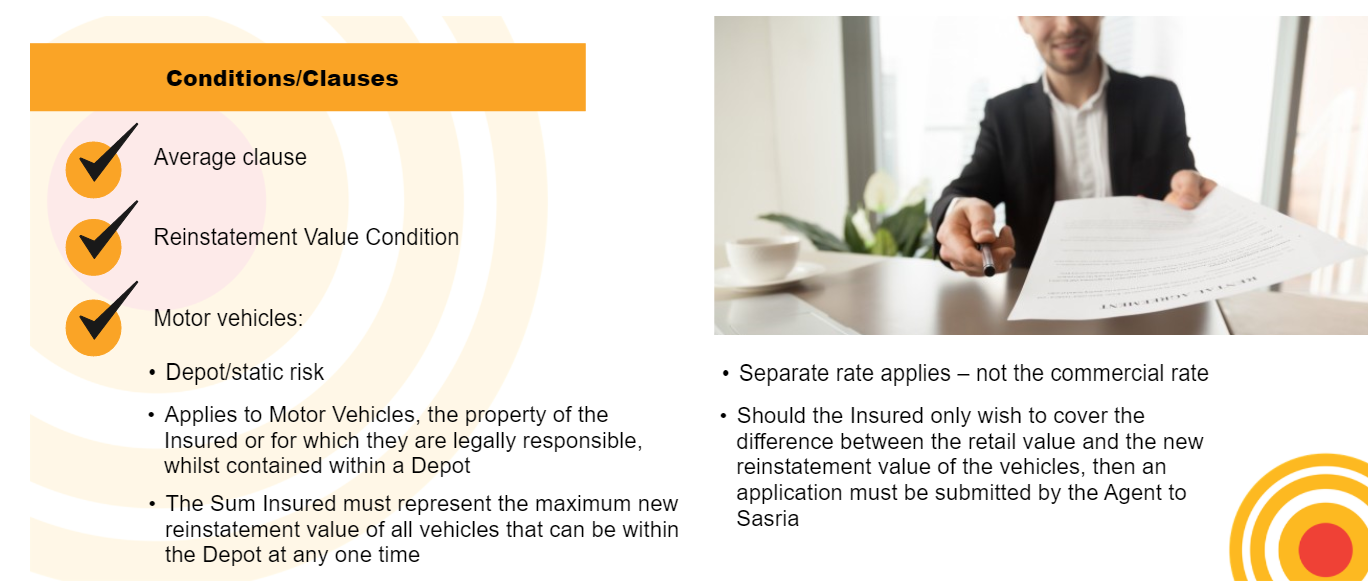 Conditions/Clauses
Average clause
Reinstatement Value Condition
Motor vehicles:
• Depot/static risk
• Applies to Motor Vehicles, the property of the
Insured or for which they are legally responsible,
whilst contained within a Depot
• The Sum Insured must represent the maximum new
reinstatement value of all vehicles that can be within
the Depot at any one time
RENTAL AGREEMENT
• Separate rate applies – not the commercial rate
• Should the Insured only wish to cover the
difference between the retail value and the new
reinstatement value of the vehicles, then an
application must be submitted by the Agent to
Sasria